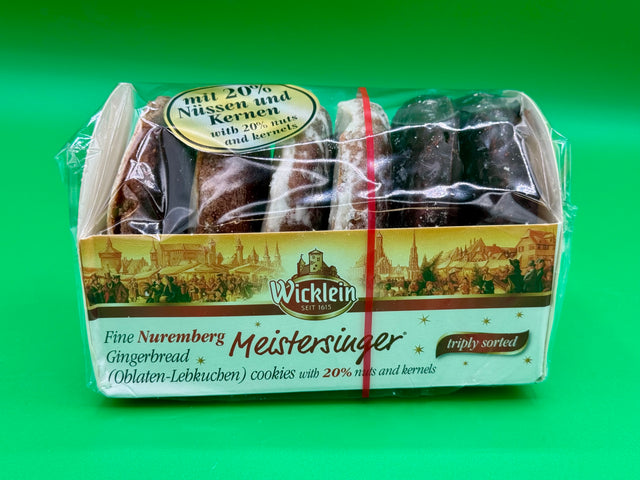 mit 20%
Nüssen und
Kernen
with 20% nuts
and kernels
Wicklein
SEIT 1615
Fine Nuremberg
Gingerbread
Meistersinger®
triply sorted
(Oblaten-Lebkuchen) cookies with 20% nuts and kernels